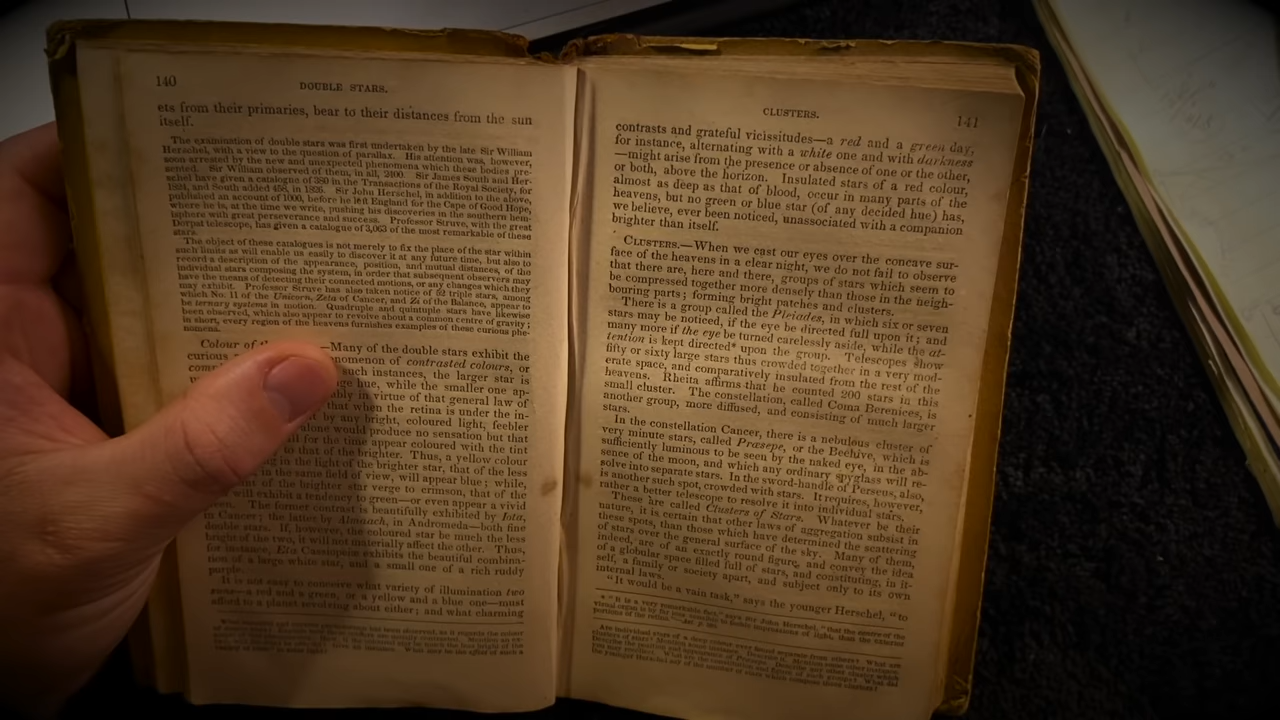 140
DOUBLE STARS.
ets from their primaries, bear to their distances from the sun
itself.
The examination of double stars was first undertaken by the late Sir William
Herschel, with a view to the question of parallax. His attention was, however,
soon arrested by the new and unexpected phenomena which these bodies pre-
sented. Sir William observed of them, in all, 2400. Sir James South and Her-
schel have given a catalogue of 380 in the Transactions of the Royal Society, for
1824, and South added 458, in 1826. Sir John Herschel, in addition to the above,
published an account of 1000, before he left England for the Cape of Good Hope,
where he is, at the time we write, pushing his discoveries in the southern hem-
isphere with great perseverance and success. Professor Struve, with the great
Dorpat telescope, has given a catalogue of 3,063 of the most remarkable of these
stars.
The object of these catalogues is not merely to fix the place of the star within
such limits as will enable us easily to discover it at any future time, but also to
record a description of the appearance, position, and mutual distances, of the
individual stars composing the system, in order that subsequent observers may
have the means of detecting their connected motions, or any changes which they
may exhibit. Professor Struve has also taken notice of 52 triple stars, among
which No. 11 of the Unicorn, Zeta of Cancer, and Zi of the Balance, appear to
be ternary systems in motion. Quadruple and quintuple stars have likewise
been observed, which also appear to revolve about a common centre of gravity;
in short, every region of the heavens furnishes examples of these curious phe-
nomena.
Colour of —Many of the double stars exhibit the
curious nomenon of contrasted colours, or
such instances, the larger star is
hue, while the smaller one ap-
in virtue of that general law of
that when the retina is under the in-
by any bright, coloured light, feebler
alone would produce no sensation but that
for the time appear coloured with the tint
to that of the brighter. Thus, a yellow colour
in the light of the brighter star, that of the less
in the same field of view, will appear blue; while,
of the brighter star verge to crimson, that of the
will exhibit a tendency to green—or even appear a vivid
The former contrast is beautifully exhibited by Iota,
in Cancer; the latter by Almaach, in Andromeda—both fine
double stars. If, however, the coloured star be much the less
bright of the two, it will not materially affect the other. Thus,
for instance, Eta Cassiopeiæ exhibits the beautiful combina-
tion of a large white star, and a small one of a rich ruddy
purple.
It is not easy to conceive what variety of illumination two
suns—a red and a green, or a yellow and a blue one—must
afford to a planet revolving about either; and what charming
CLUSTERS.
141
contrasts and grateful vicissitudes—a red and a green day,
for instance, alternating with a white one and with darkness
—might arise from the presence or absence of one or the other,
or both, above the horizon. Insulated stars of a red colour,
almost as deep as that of blood, occur in many parts of the
heavens, but no green or blue star (of any decided hue) has,
we believe, ever been noticed, unassociated with a companion
brighter than itself.
CLUSTERS.—When we cast our eyes over the concave sur-
face of the heavens in a clear night, we do not fail to observe
that there are, here and there, groups of stars which seem to
be compressed together more densely than those in the neigh-
bouring parts; forming bright patches and clusters.
There is a group called the Pleiades, in which six or seven
stars may be noticed, if the eye be directed full upon it; and
many more if the eye be turned carelessly aside, while the at-
tention is kept directed* upon the group. Telescopes show
fifty or sixty large stars thus crowded together in a very mod-
erate space, and comparatively insulated from the rest of the
heavens. Rheita affirms that he counted 200 stars in this
small cluster. The constellation, called Coma Berenices, is
another group, more diffused, and consisting of much larger
stars.
In the constellation Cancer, there is a nebulous cluster of
very minute stars, called Præsepe, or the Beehive, which is
sufficiently luminous to be seen by the naked eye, in the ab-
sence of the moon, and which any ordinary spyglass will re-
solve into separate stars. In the sword-handle of Perseus, also,
is another such spot, crowded with stars. It requires, however,
rather a better telescope to resolve it into individual stars.
These are called Clusters of Stars. Whatever be their
nature, it is certain that other laws of aggregation subsist in
these spots, than those which have determined the scattering
of stars over the general surface of the sky. Many of them,
indeed, are of an exactly round figure, and convey the idea
of a globular space filled full of stars, and constituting, in it-
self, a family or society apart, and subject only to its own
internal laws.
"It would be a vain task," says the younger Herschel, "to
* "It is a very remarkable fact," says Sir John Herschel, "that the centre of the
visual organ is by far less sensible to feeble impressions of light, than the exterior
portions of the retina."